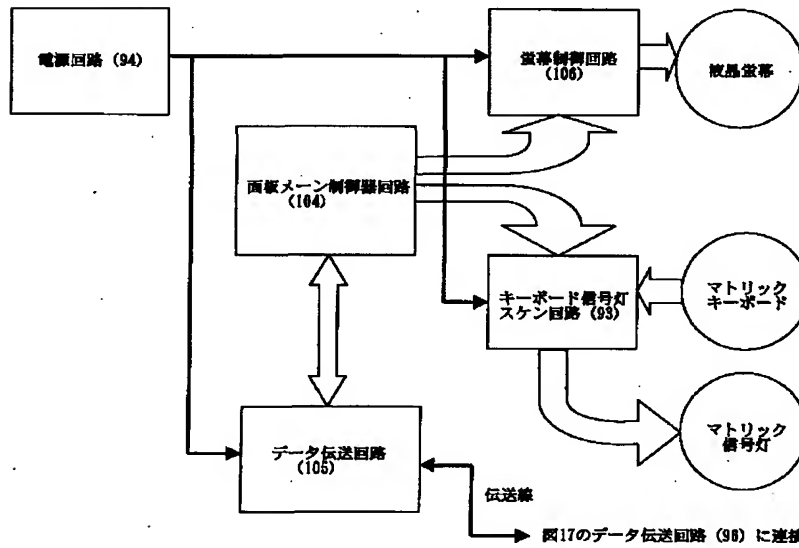 電源回路 (94)
螢幕制御回路
(106)
液晶螢幕
面板メーン制御器回路
(104)
キーボード信号灯
スケン回路 (93)
マトリック
キーボード
マトリック
信号灯
データ伝送回路
(105)
伝送線
図17のデータ伝送回路 (96) に連接